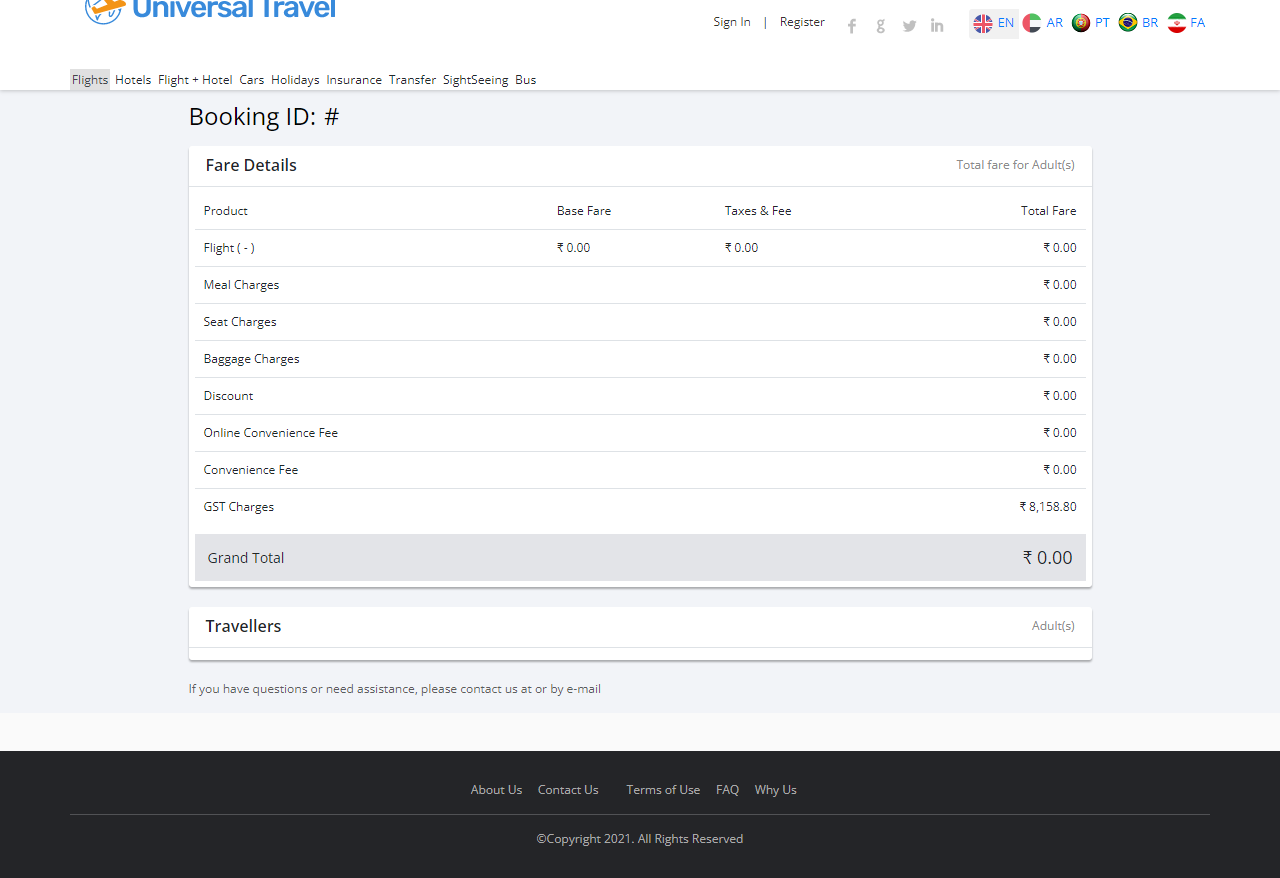 Universal Travel
Sign In | Register EN AR PT BR FA
Flights Hotels Flight + Hotel Cars Holidays Insurance Transfer SightSeeing Bus
Booking ID: #
Fare Details Total fare for Adult(s)
Product Base Fare Taxes & Fee Total Fare
Flight ( - ) ₹ 0.00 ₹ 0.00 ₹ 0.00
Meal Charges ₹ 0.00
Seat Charges ₹ 0.00
Baggage Charges ₹ 0.00
Discount ₹ 0.00
Online Convenience Fee ₹ 0.00
Convenience Fee ₹ 0.00
GST Charges ₹ 8,158.80
Grand Total ₹ 0.00
Travellers Adult(s)
If you have questions or need assistance, please contact us at or by e-mail
About Us Contact Us Terms of Use FAQ Why Us
©Copyright 2021. All Rights Reserved